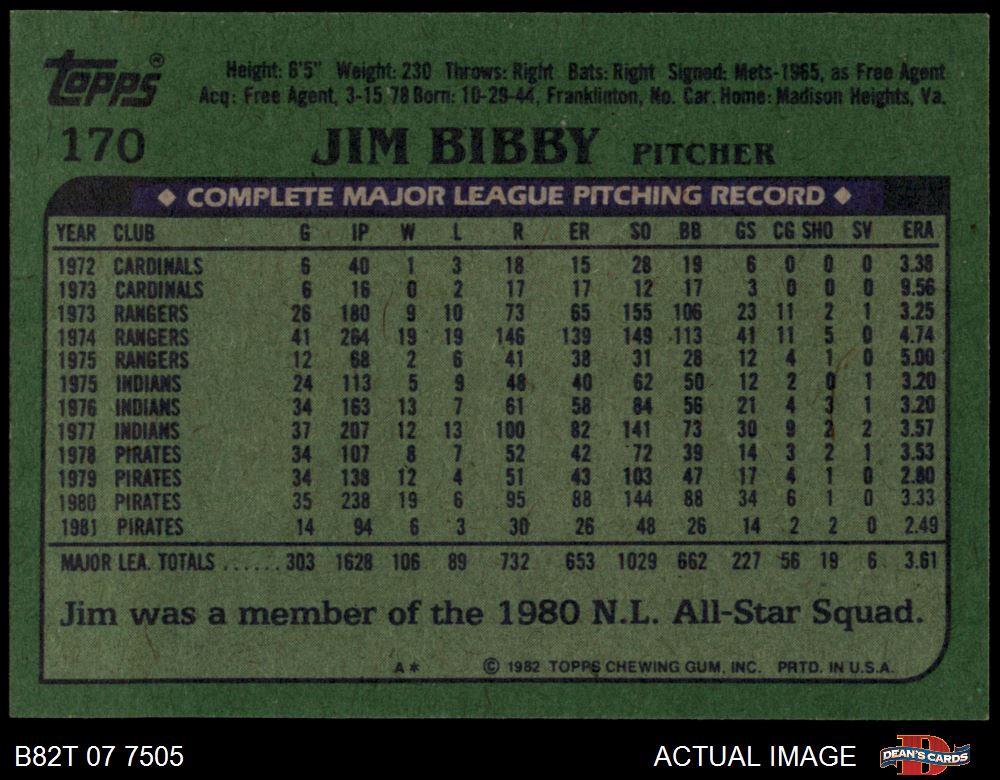 Topps®
Height: 6'5" Weight: 230 Throws: Right Bats: Right Signed: Mets-1965, as Free Agent
Acq: Free Agent, 3-15 78 Born: 10-29-44, Franklinton, No. Car. Home: Madison Heights, Va.
170 JIM BIBBY PITCHER
◆ COMPLETE MAJOR LEAGUE PITCHING RECORD ◆
YEAR CLUB G IP W L R ER SO BB GS CG SHO SV ERA
1972 CARDINALS 6 40 1 3 18 15 28 19 6 0 0 0 3.38
1973 CARDINALS 6 16 0 2 17 17 12 17 3 0 0 0 9.56
1973 RANGERS 26 180 9 10 73 65 155 106 23 11 2 1 3.25
1974 RANGERS 41 264 19 19 146 139 149 113 41 11 5 0 4.74
1975 RANGERS 12 68 2 6 41 38 31 28 12 4 1 0 5.00
1975 INDIANS 24 113 5 9 48 40 62 50 12 2 0 1 3.20
1976 INDIANS 34 163 13 7 61 58 84 56 21 4 3 1 3.20
1977 INDIANS 37 207 12 13 100 82 141 73 30 9 2 2 3.57
1978 PIRATES 34 107 8 7 52 42 72 39 14 3 2 1 3.53
1979 PIRATES 34 138 12 4 51 43 103 47 17 4 1 0 2.80
1980 PIRATES 35 238 19 6 95 88 144 88 34 6 1 0 3.33
1981 PIRATES 14 94 6 3 30 26 48 26 14 2 2 0 2.49
MAJOR LEA. TOTALS ...... 303 1628 106 89 732 653 1029 662 227 56 19 6 3.61
Jim was a member of the 1980 N.L. All-Star Squad.
A* © 1982 TOPPS CHEWING GUM, INC. PRTD. IN U.S.A.
B82T 07 7505 ACTUAL IMAGE DEAN'S CARDS